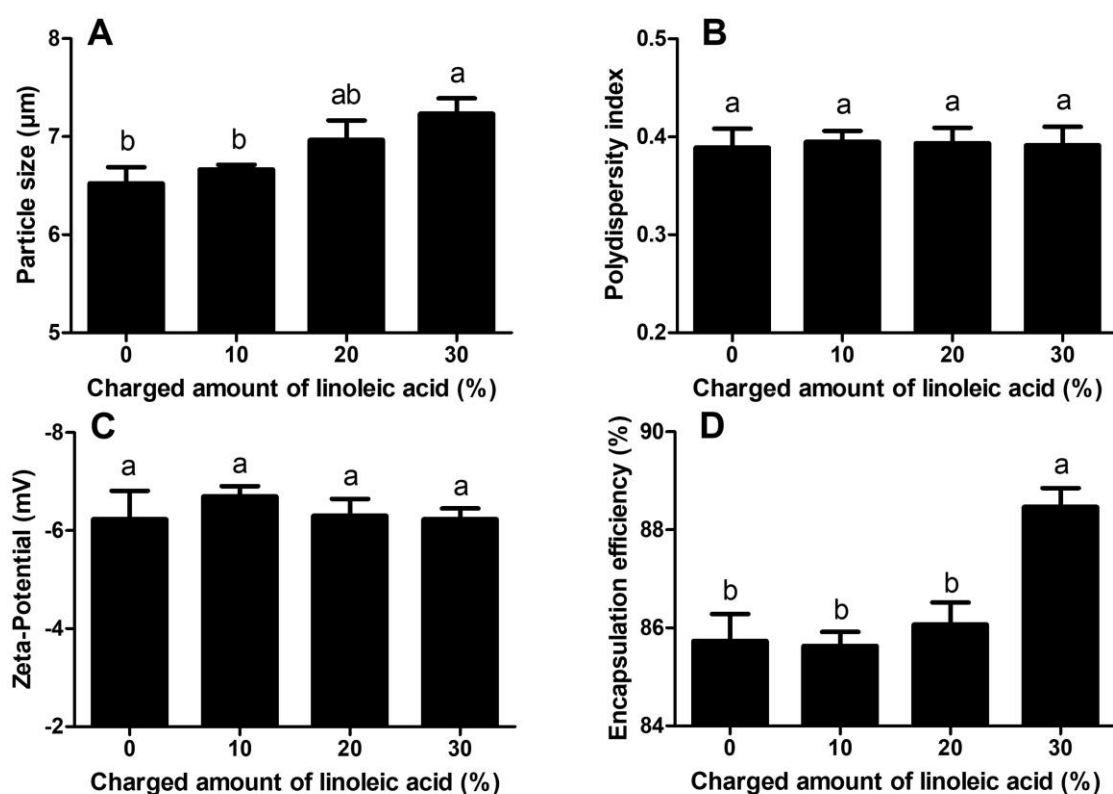 A
8
7
6
5
Particle size (µm)
b
b
ab
a
0 10 20 30
Charged amount of linoleic acid (%)
B
0.5
0.4
0.3
0.2
Polydispersity index
a
a
a
a
0 10 20 30
Charged amount of linoleic acid (%)
C
-8
-6
-4
-2
Zeta-Potential (mV)
a
a
a
a
0 10 20 30
Charged amount of linoleic acid (%)
D
90
88
86
84
Encapsulation efficiency (%)
b
b
b
a
0 10 20 30
Charged amount of linoleic acid (%)